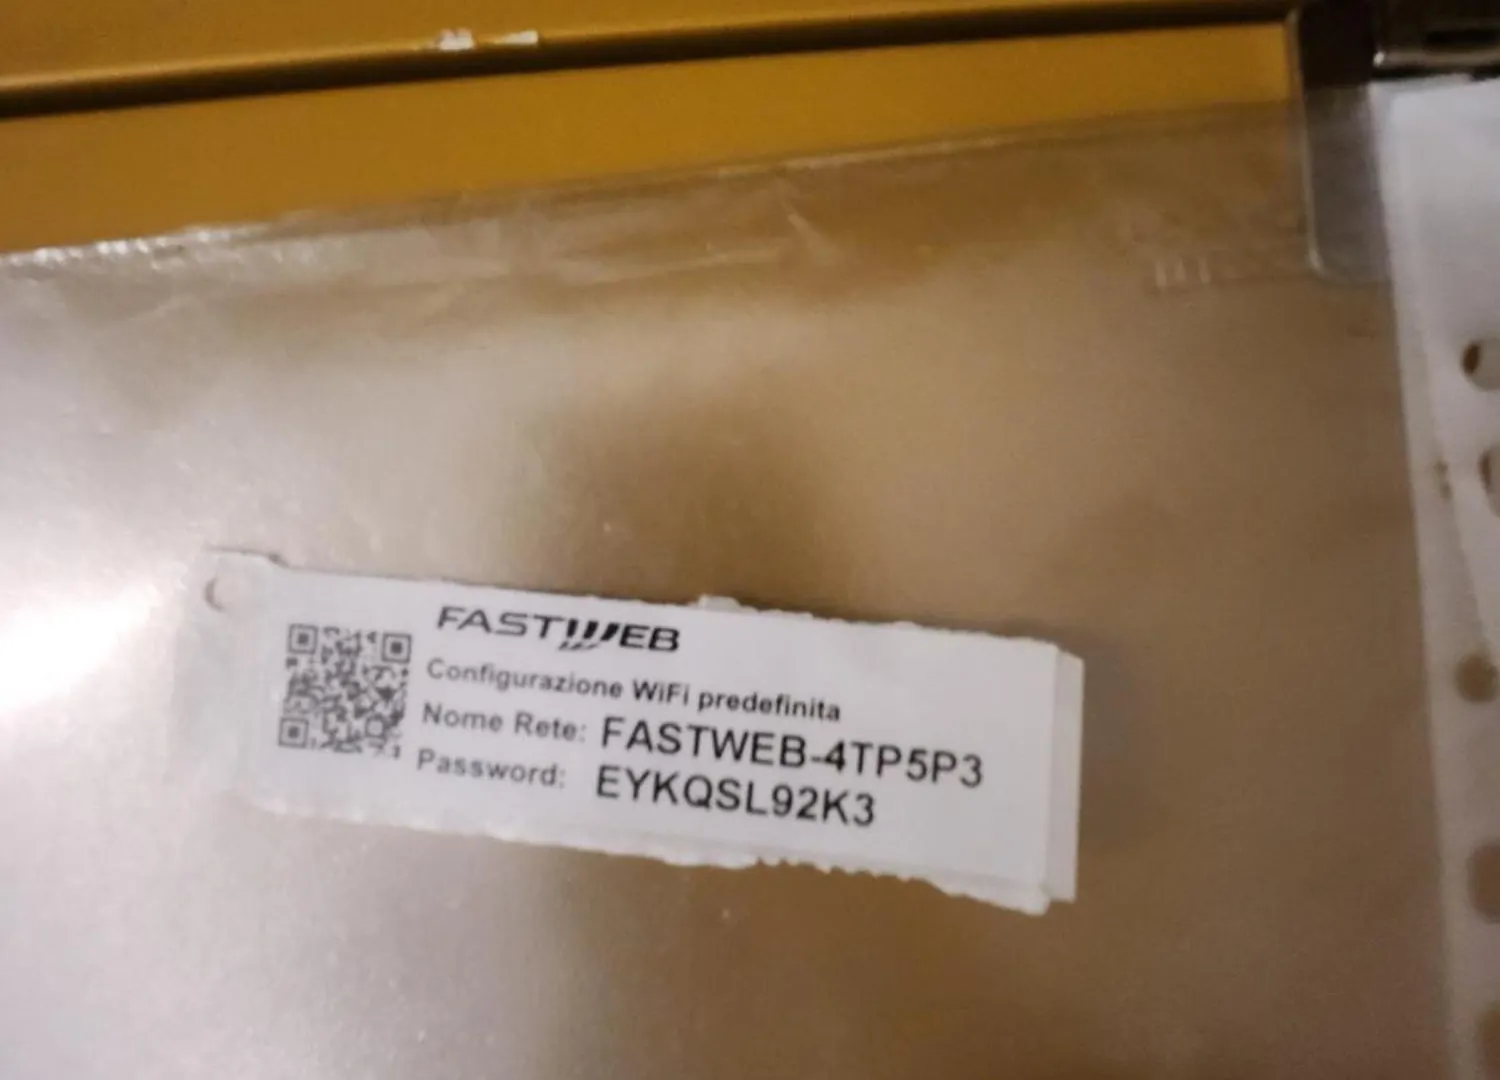 FASTWEB
Configurazione WiFi predefinita
Nome Rete: FASTWEB-4TP5P3
Password: EYKQSL92K3